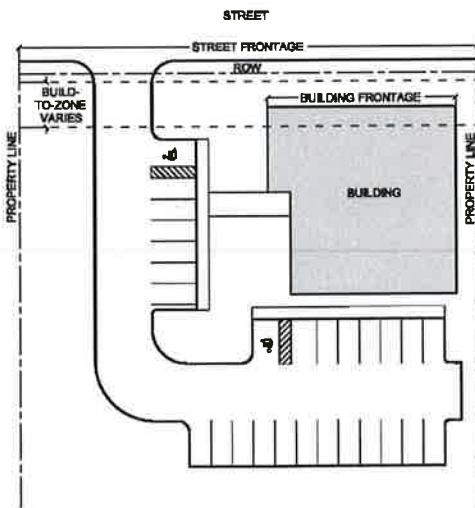 STREET
STREET FRONTAGE
ROW
BUILD-
TO-ZONE
VARIES
BUILDING FRONTAGE
PROPERTY LINE
BUILDING
PROPERTY LINE